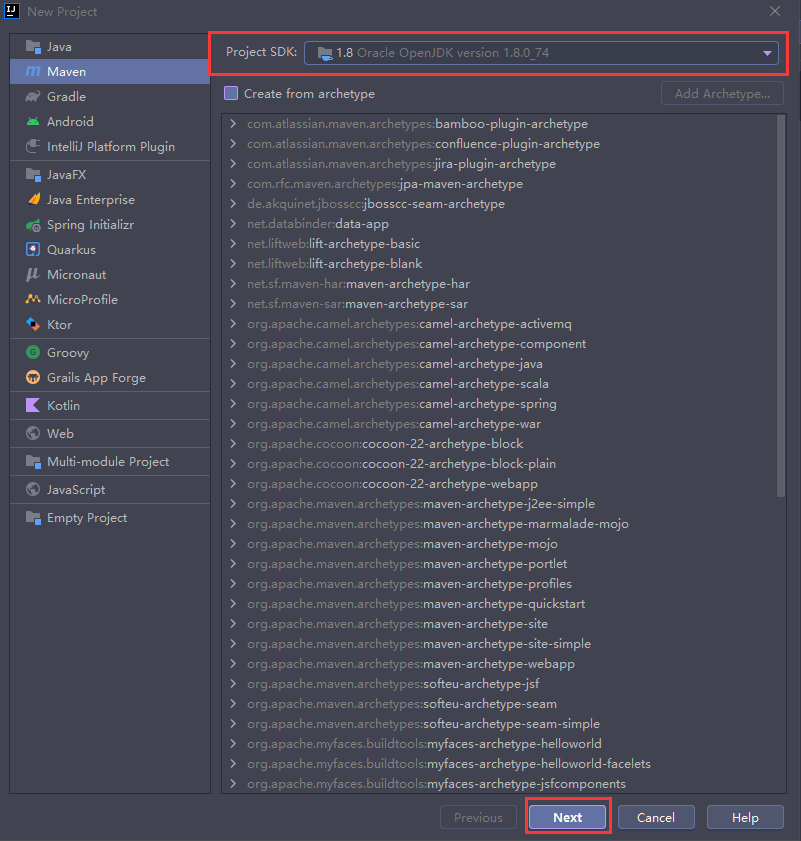 New Project
Java
Maven
Gradle
Android
IntelliJ Platform Plugin
JavaFX
Java Enterprise
Spring Initializr
Quarkus
Micronaut
MicroProfile
Ktor
Groovy
Grails App Forge
Kotlin
Web
Multi-module Project
JavaScript
Empty Project
Project SDK: 1.8 Oracle OpenJDK version 1.8.0_74
Create from archetype
Add Archetype...
com.atlassian.maven.archetypes:bamboo-plugin-archetype
com.atlassian.maven.archetypes:confluence-plugin-archetype
com.atlassian.maven.archetypes:jira-plugin-archetype
com.rfc.maven.archetypes:jpa-maven-archetype
de.akquinet.jbosscc:jbosscc-seam-archetype
net.databinder:data-app
net.liftweb:lift-archetype-basic
net.liftweb:lift-archetype-blank
net.sf.maven-har:maven-archetype-har
net.sf.maven-sar:maven-archetype-sar
org.apache.camel.archetypes:camel-archetype-activemq
org.apache.camel.archetypes:camel-archetype-component
org.apache.camel.archetypes:camel-archetype-java
org.apache.camel.archetypes:camel-archetype-scala
org.apache.camel.archetypes:camel-archetype-spring
org.apache.camel.archetypes:camel-archetype-war
org.apache.cocoon:cocoon-22-archetype-block
org.apache.cocoon:cocoon-22-archetype-block-plain
org.apache.cocoon:cocoon-22-archetype-webapp
org.apache.maven.archetypes:maven-archetype-j2ee-simple
org.apache.maven.archetypes:maven-archetype-marmalade-mojo
org.apache.maven.archetypes:maven-archetype-mojo
org.apache.maven.archetypes:maven-archetype-portlet
org.apache.maven.archetypes:maven-archetype-profiles
org.apache.maven.archetypes:maven-archetype-quickstart
org.apache.maven.archetypes:maven-archetype-site
org.apache.maven.archetypes:maven-archetype-site-simple
org.apache.maven.archetypes:maven-archetype-webapp
org.apache.maven.archetypes:softeu-archetype-jsf
org.apache.maven.archetypes:softeu-archetype-seam
org.apache.maven.archetypes:softeu-archetype-seam-simple
org.apache.myfaces.buildtools:myfaces-archetype-helloworld
org.apache.myfaces.buildtools:myfaces-archetype-helloworld-facelets
org.apache.myfaces.buildtools:myfaces-archetype-jsfcomponents
Previous
Next
Cancel
Help